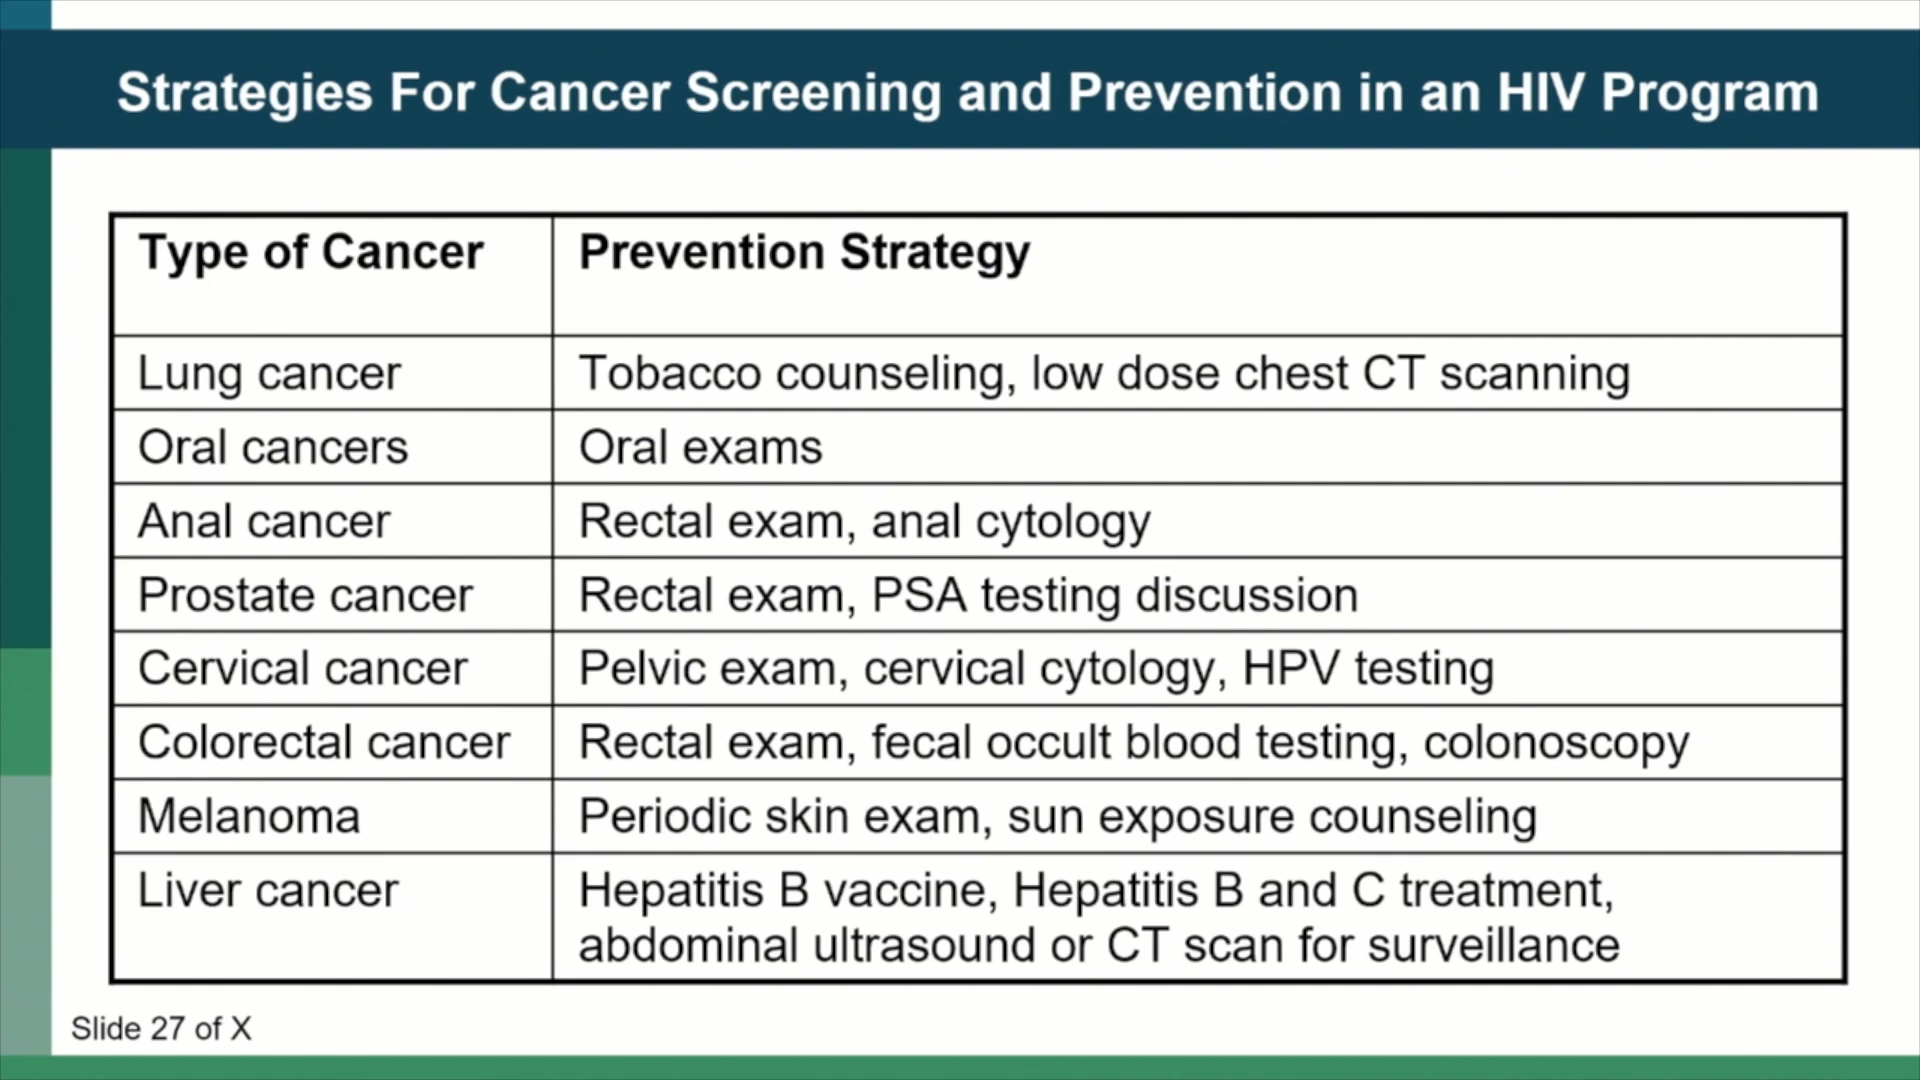 Strategies For Cancer Screening and Prevention in an HIV Program
Type of Cancer
Prevention Strategy
Lung cancer
Tobacco counseling, low dose chest CT scanning
Oral cancers
Oral exams
Anal cancer
Rectal exam, anal cytology
Prostate cancer
Rectal exam, PSA testing discussion
Cervical cancer
Pelvic exam, cervical cytology, HPV testing
Colorectal cancer
Rectal exam, fecal occult blood testing, colonoscopy
Melanoma
Periodic skin exam, sun exposure counseling
Liver cancer
Hepatitis B vaccine, Hepatitis B and C treatment,
abdominal ultrasound or CT scan for surveillance
Slide 27 of X